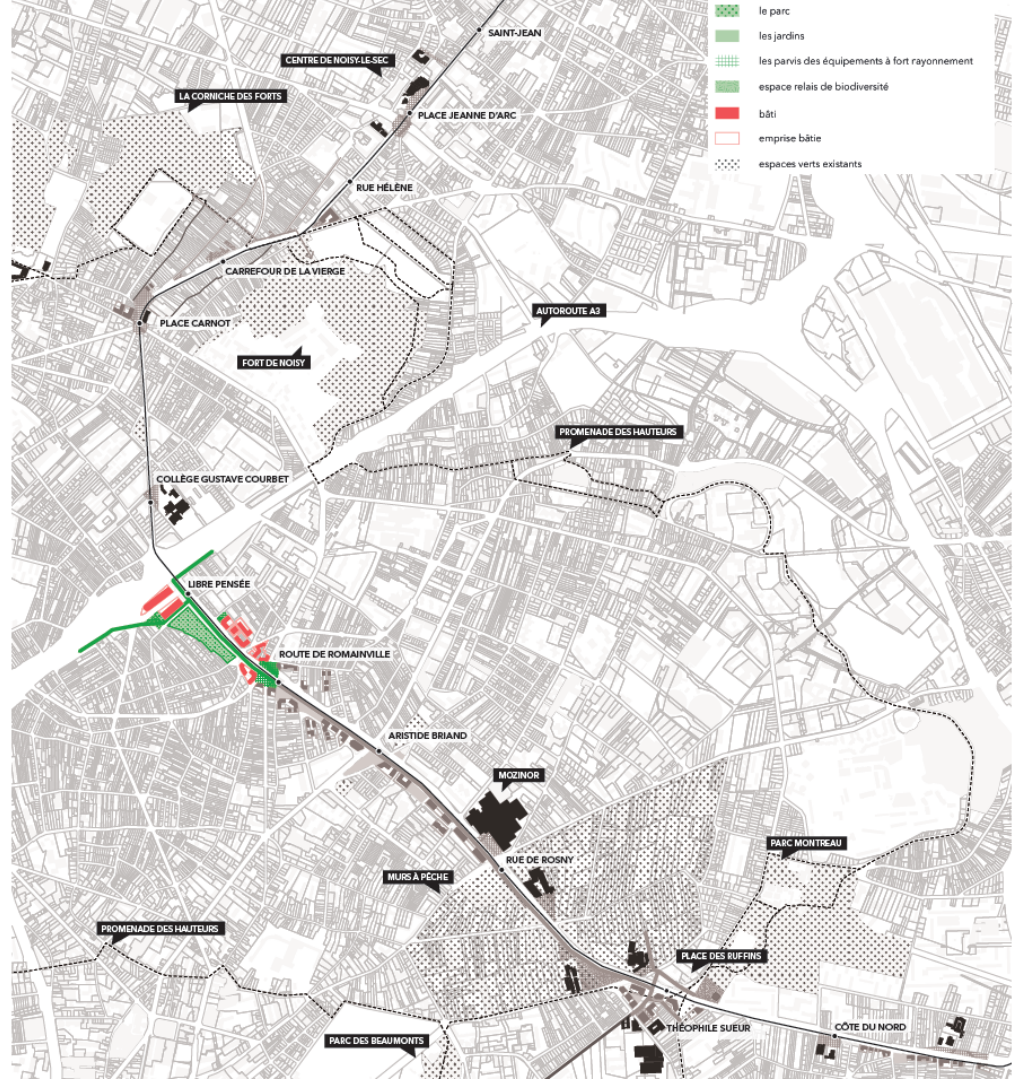 le parc
SAINT-JEAN
les jardins
CENTRE DE NOISY-LE-SEC
les parvis des équipements à fort rayonnement
espace relais de biodiversité
LA CORNICHE DES FORTS
PLACE JEANNE D'ARC
bâti
emprise bâtie
espaces verts existants
RUE HÉLÈNE
CARREFOUR DE LA VIERGE
AUTOROUTE A3
PLACE CARNOT
FORT DE NOISY
PROMENADE DES HAUTEURS
COLLÈGE GUSTAVE COURBET
LIBRE PENSÉE
ROUTE DE ROMAINVILLE
ARISTIDE BRIAND
MOZINOR
PARC MONTREAU
RUE DE ROSNY
MURS À PÊCHE
PROMENADE DES HAUTEURS
PLACE DES RUFFINS
THÉOPHILE SUEUR
CÔTE DU NORD
PARC DES BEAUMONTS